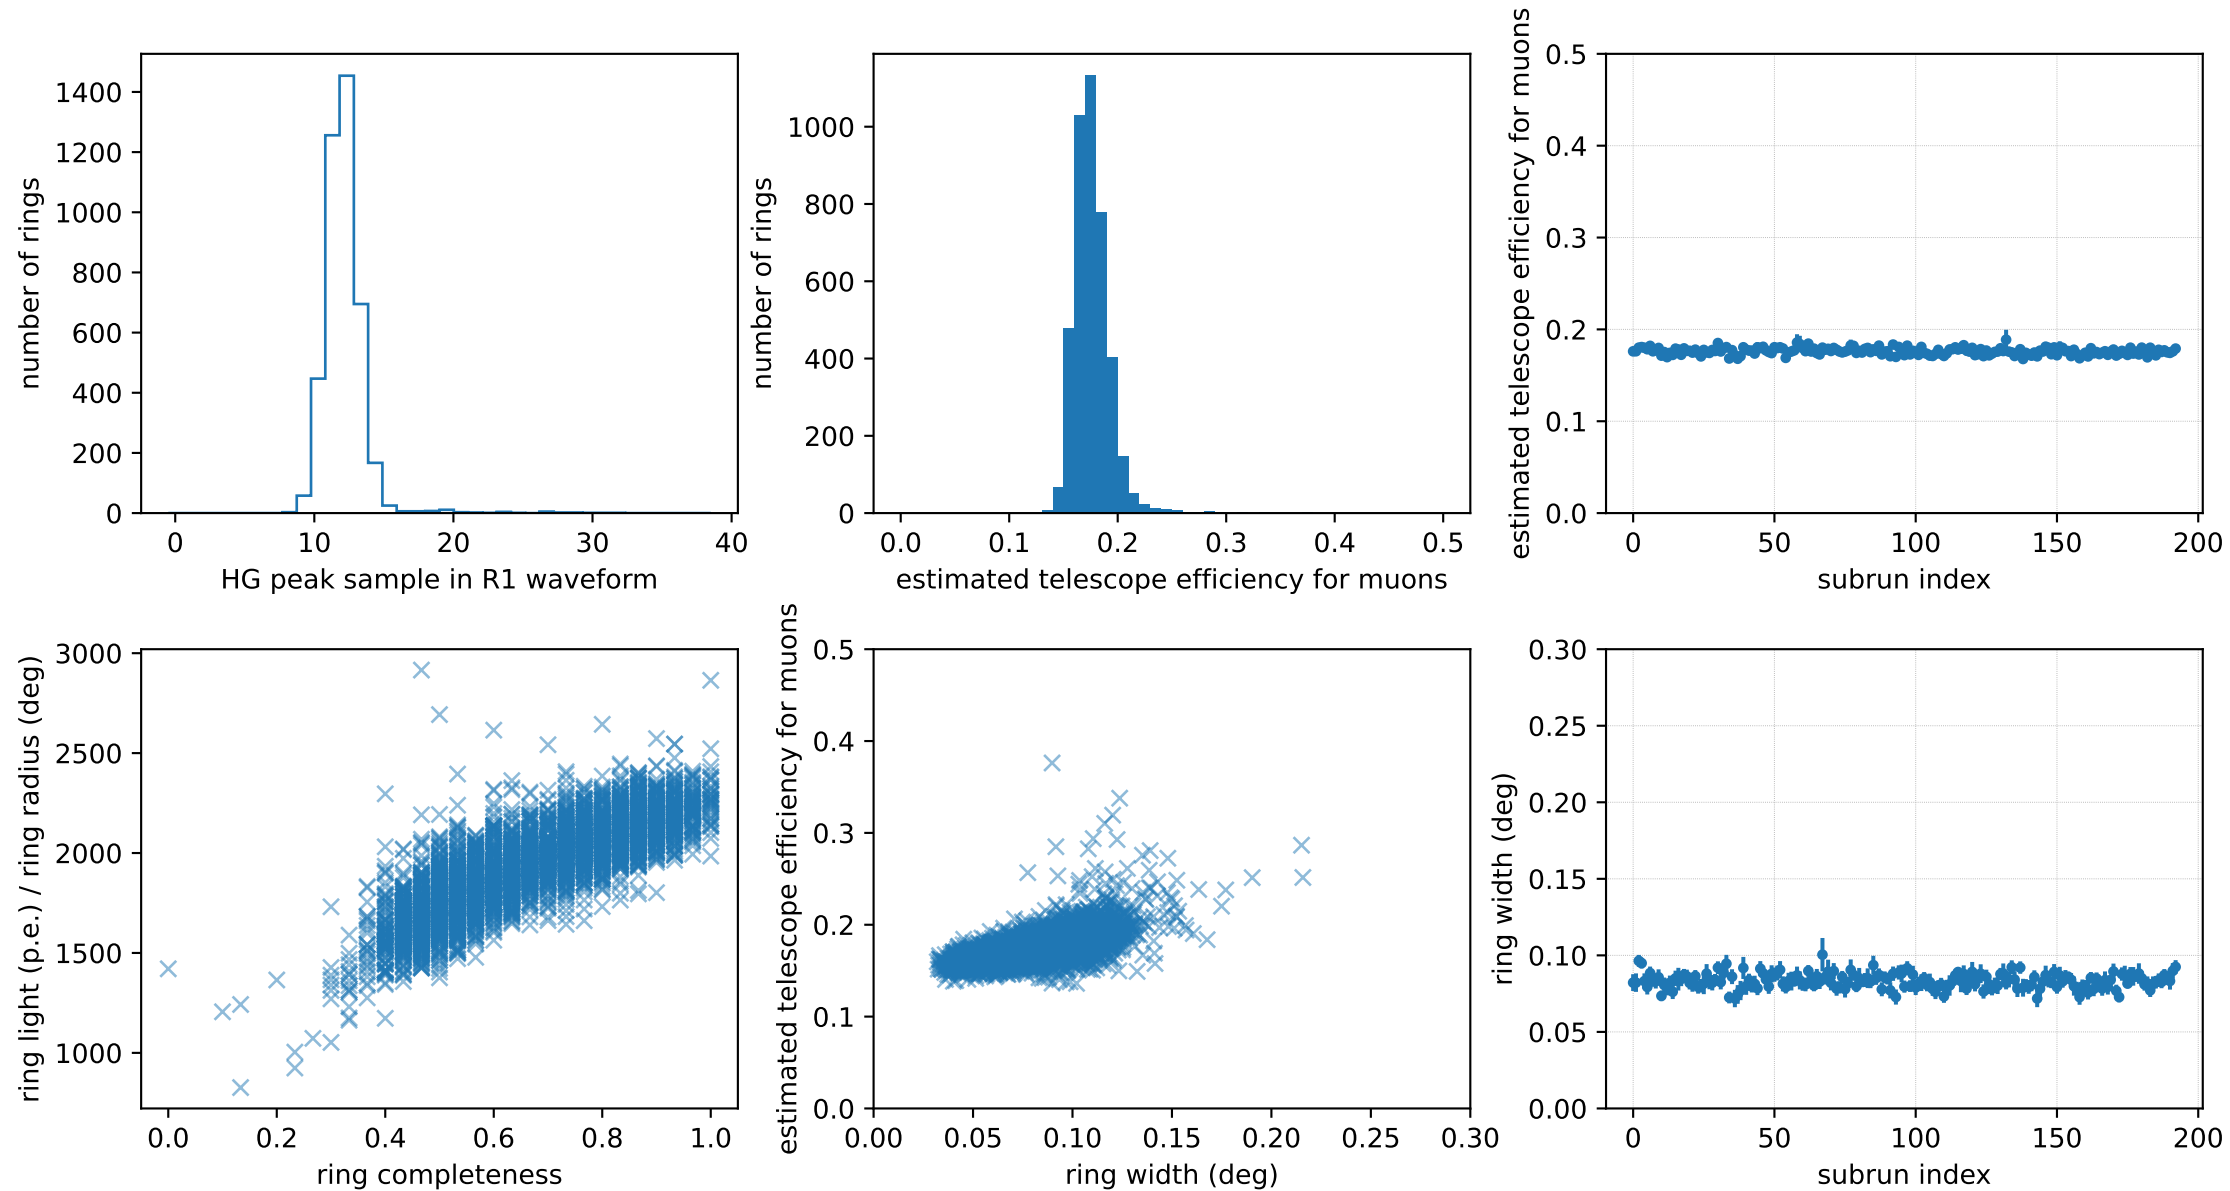 number of rings
1400
1200
1000
800
600
400
200
0
0 10 20 30 40
HG peak sample in R1 waveform
number of rings
1000
800
600
400
200
0
0.0 0.1 0.2 0.3 0.4 0.5
estimated telescope efficiency for muons
estimated telescope efficiency for muons
0.5
0.4
0.3
0.2
0.1
0.0
0 50 100 150 200
subrun index
ring light (p.e.) / ring radius (deg)
3000
2500
2000
1500
1000
0.0 0.2 0.4 0.6 0.8 1.0
ring completeness
estimated telescope efficiency for muons
0.5
0.4
0.3
0.2
0.1
0.0
0.00 0.05 0.10 0.15 0.20 0.25 0.30
ring width (deg)
ring width (deg)
0.30
0.25
0.20
0.15
0.10
0.05
0.00
0 50 100 150 200
subrun index